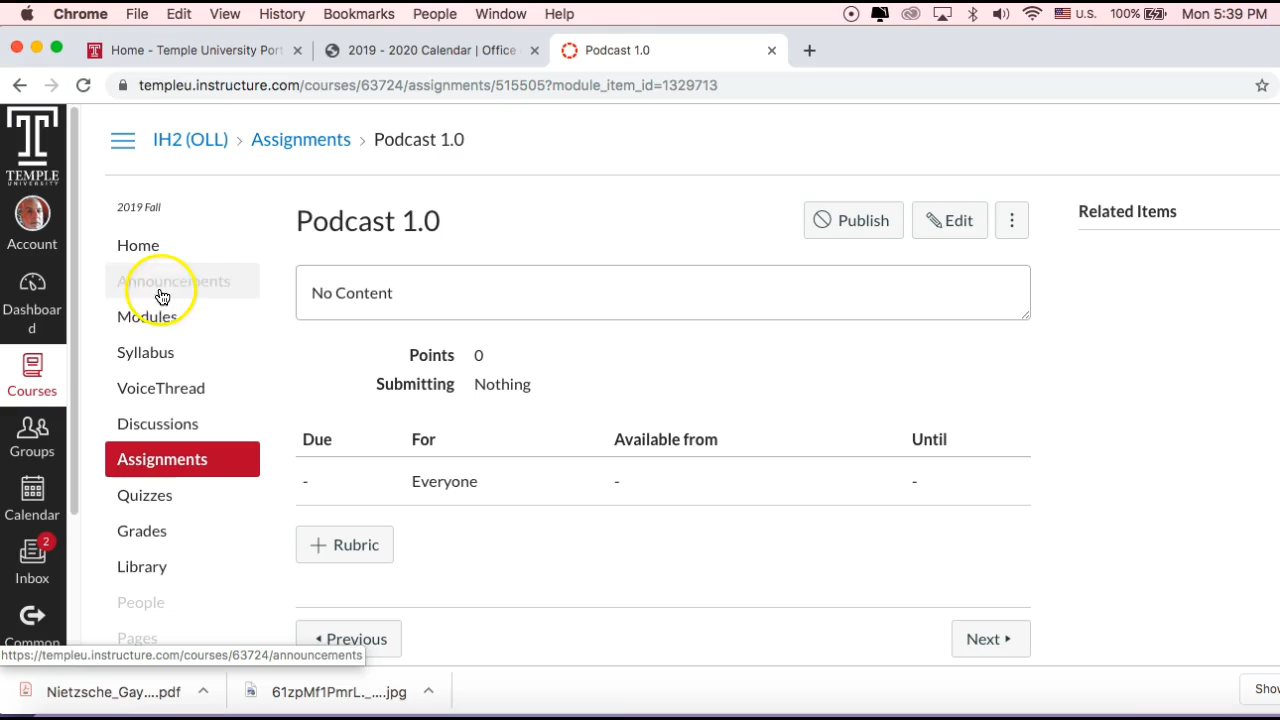 Chrome File Edit View History Bookmarks People Window Help U.S. 100% Mon 5:39 PM
Home - Temple University Port 2019 - 2020 Calendar | Office Podcast 1.0
templeu.instructure.com/courses/63724/assignments/515505?module_item_id=1329713
TEMPLE
UNIVERSITY
Account
Dashboar
d
Courses
Groups
Calendar
2
Inbox
Common
IH2 (OLL) › Assignments › Podcast 1.0
2019 Fall
Home
Announcements
Modules
Syllabus
VoiceThread
Discussions
Assignments
Quizzes
Grades
Library
People
Pages
Podcast 1.0
Publish Edit
Related Items
No Content
Points 0
Submitting Nothing
Due For Available from Until
- Everyone - -
+ Rubric
Previous Next
https://templeu.instructure.com/courses/63724/announcements
Nietzsche_Gay....pdf 61zpMf1PmrL._....jpg Show